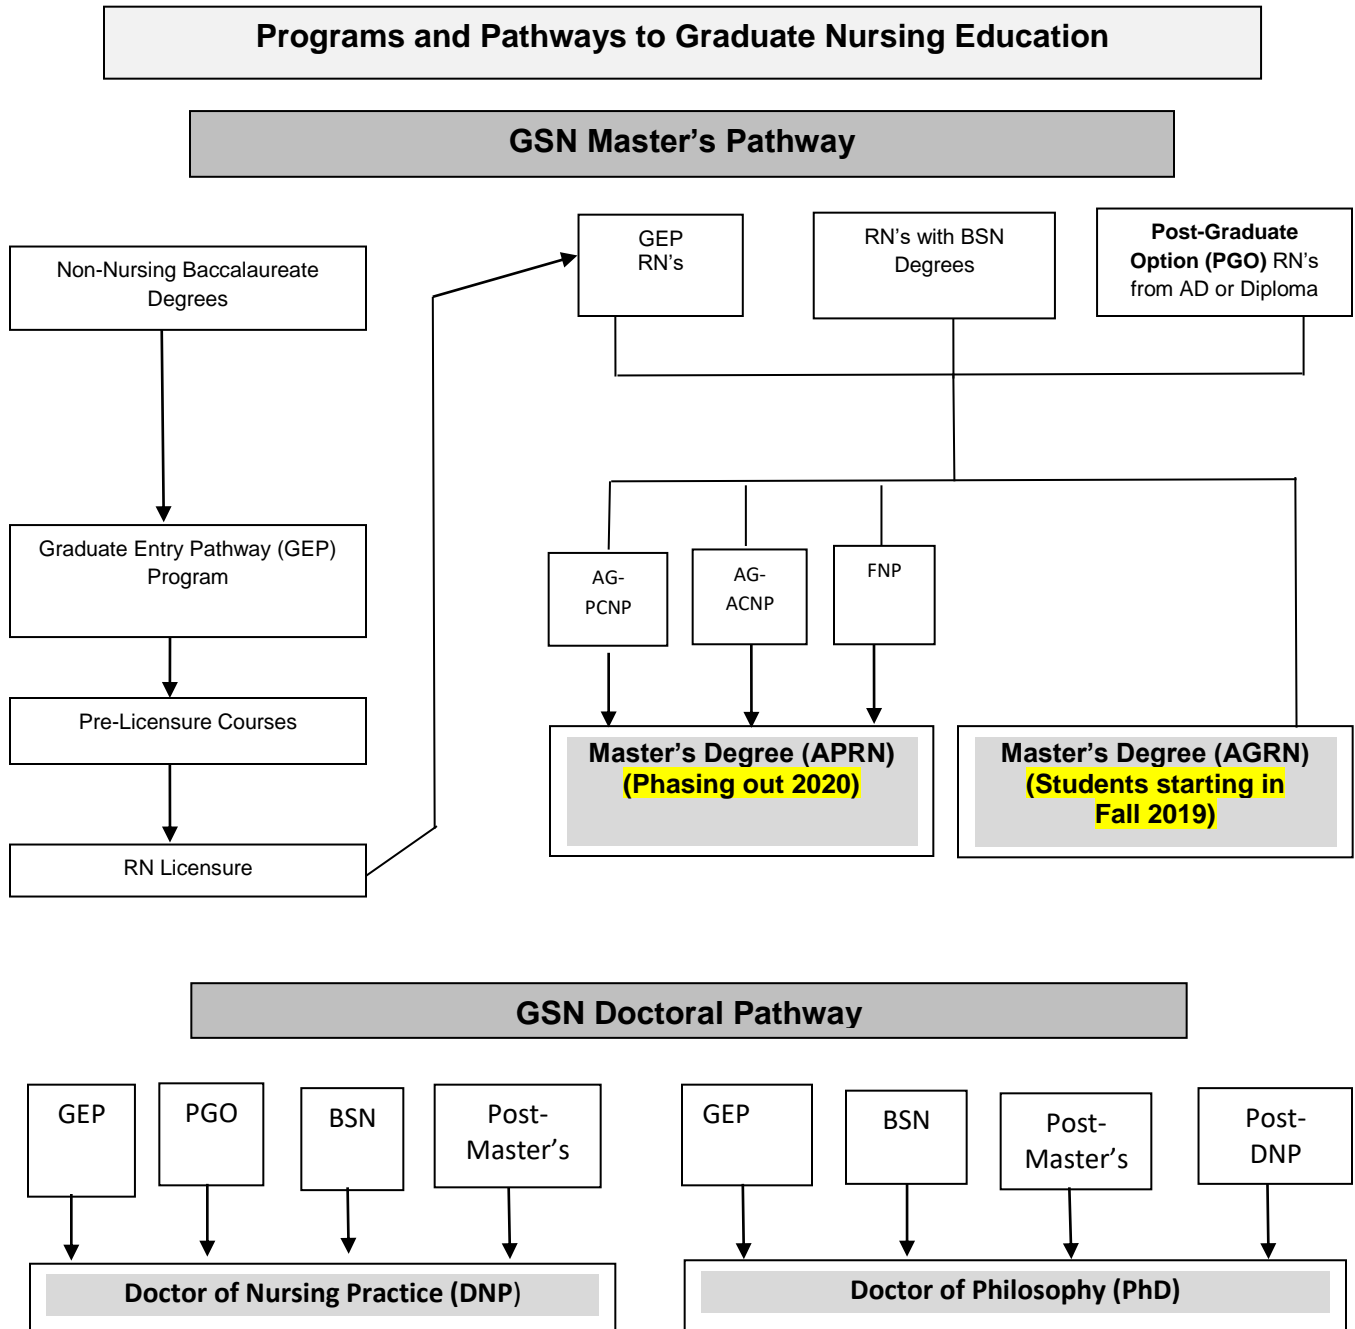 Programs and Pathways to Graduate Nursing Education
GSN Master’s Pathway
Non-Nursing Baccalaureate
Degrees
GEP
RN’s
RN’s with BSN
Degrees
Post-Graduate
Option (PGO) RN’s
from AD or Diploma
Graduate Entry Pathway (GEP)
Program
AG-
PCNP
AG-
ACNP
FNP
Pre-Licensure Courses
RN Licensure
Master’s Degree (APRN)
(Phasing out 2020)
Master’s Degree (AGRN)
(Students starting in
Fall 2019)
GSN Doctoral Pathway
GEP
PGO
BSN
Post-
Master’s
GEP
BSN
Post-
Master’s
Post-
DNP
Doctor of Nursing Practice (DNP)
Doctor of Philosophy (PhD)